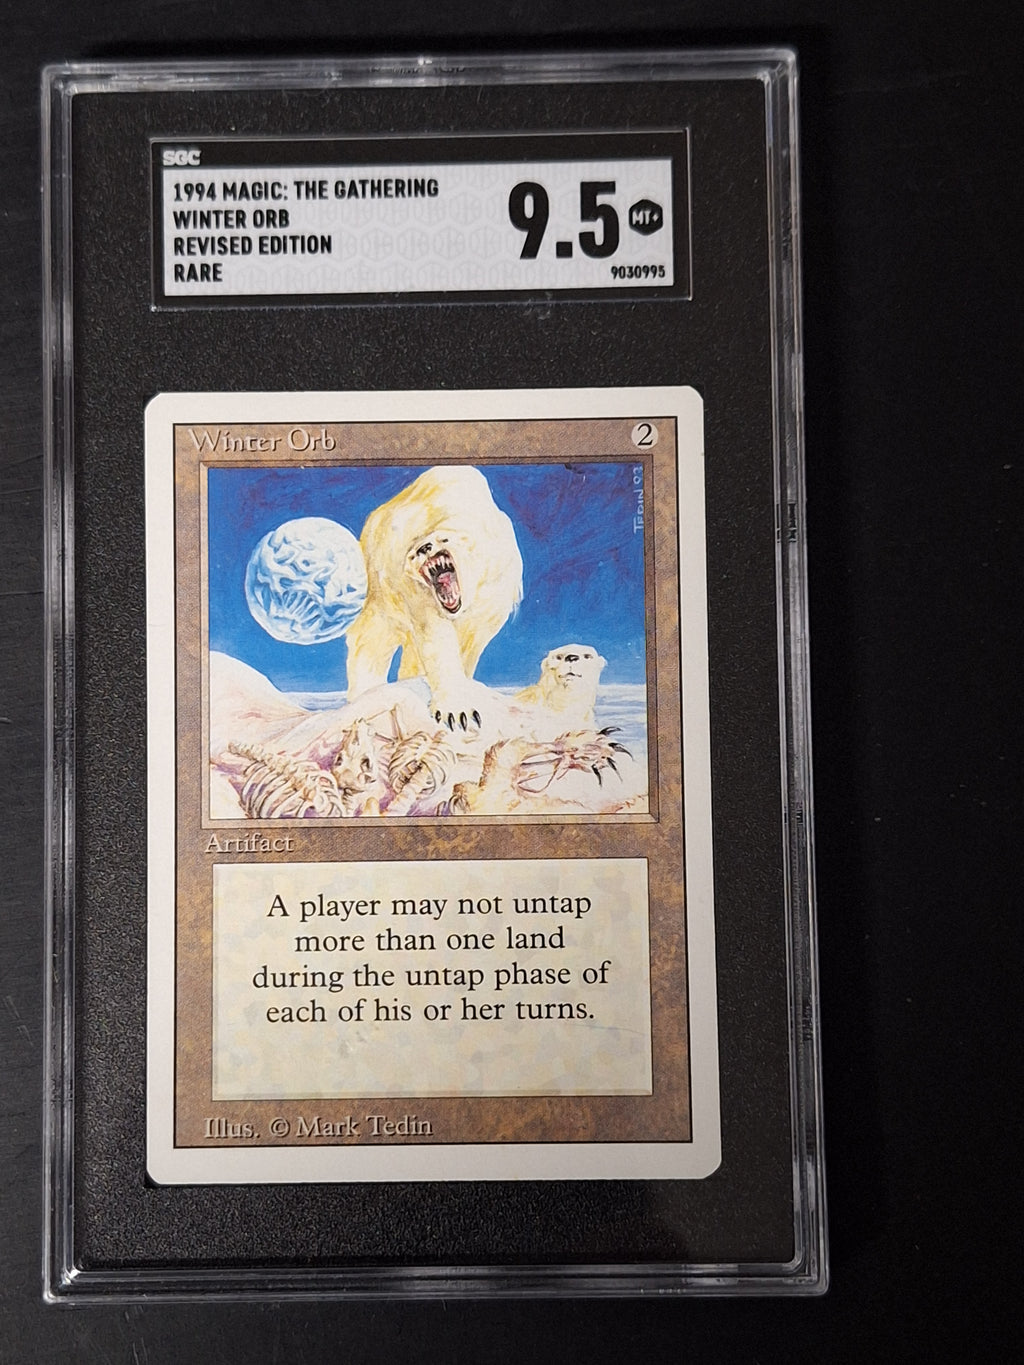 SGC
1994 MAGIC: THE GATHERING
WINTER ORB
REVISED EDITION
RARE
9.5
MT+
9030995
Winter Orb
2
TEDIN 93
Artifact
A player may not untap
more than one land
during the untap phase of
each of his or her turns.
Illus. © Mark Tedin